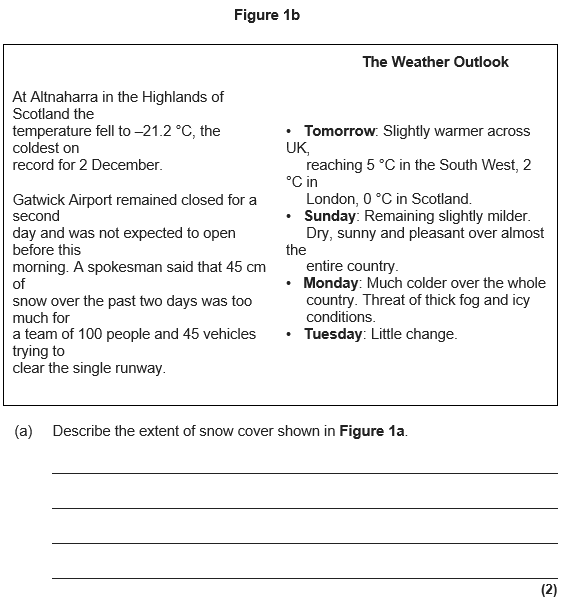 Figure 1b
At Altnaharra in the Highlands of
Scotland the
temperature fell to –21.2 °C, the
coldest on
record for 2 December.
Gatwick Airport remained closed for a
second
day and was not expected to open
before this
morning. A spokesman said that 45 cm
of
snow over the past two days was too
much for
a team of 100 people and 45 vehicles
trying to
clear the single runway.
The Weather Outlook
• Tomorrow: Slightly warmer across
UK,
reaching 5 °C in the South West, 2
°C in
London, 0 °C in Scotland.
• Sunday: Remaining slightly milder.
Dry, sunny and pleasant over almost
the
entire country.
• Monday: Much colder over the whole
country. Threat of thick fog and icy
conditions.
• Tuesday: Little change.
(a) Describe the extent of snow cover shown in Figure 1a.
(2)